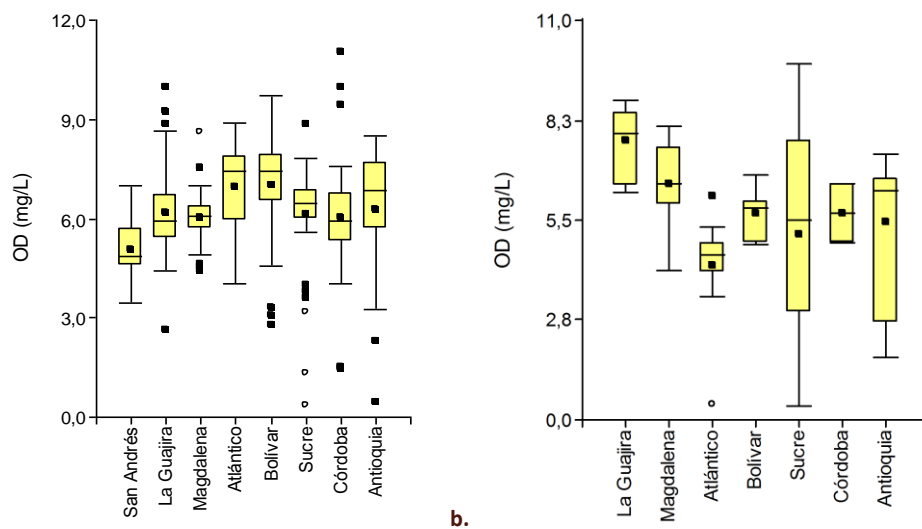 12,0
9,0
6,0
3,0
0,0
OD (mg/L)
San Andrés
La Guajira
Magdalena
Atlántico
Bolívar
Sucre
Córdoba
Antioquia
b.
11,0
8,3
5,5
2,8
0,0
OD (mg/L)
La Guajira
Magdalena
Atlántico
Bolívar
Sucre
Córdoba
Antioquia